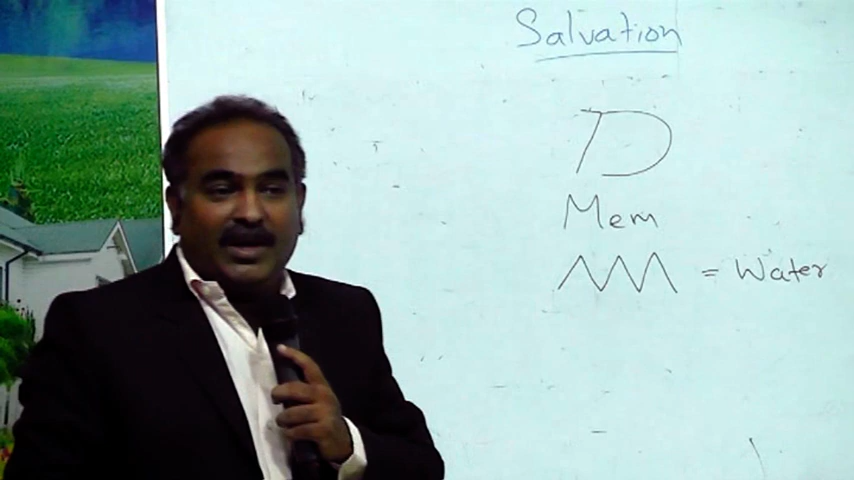 Salvation
מ
Mem
= Water